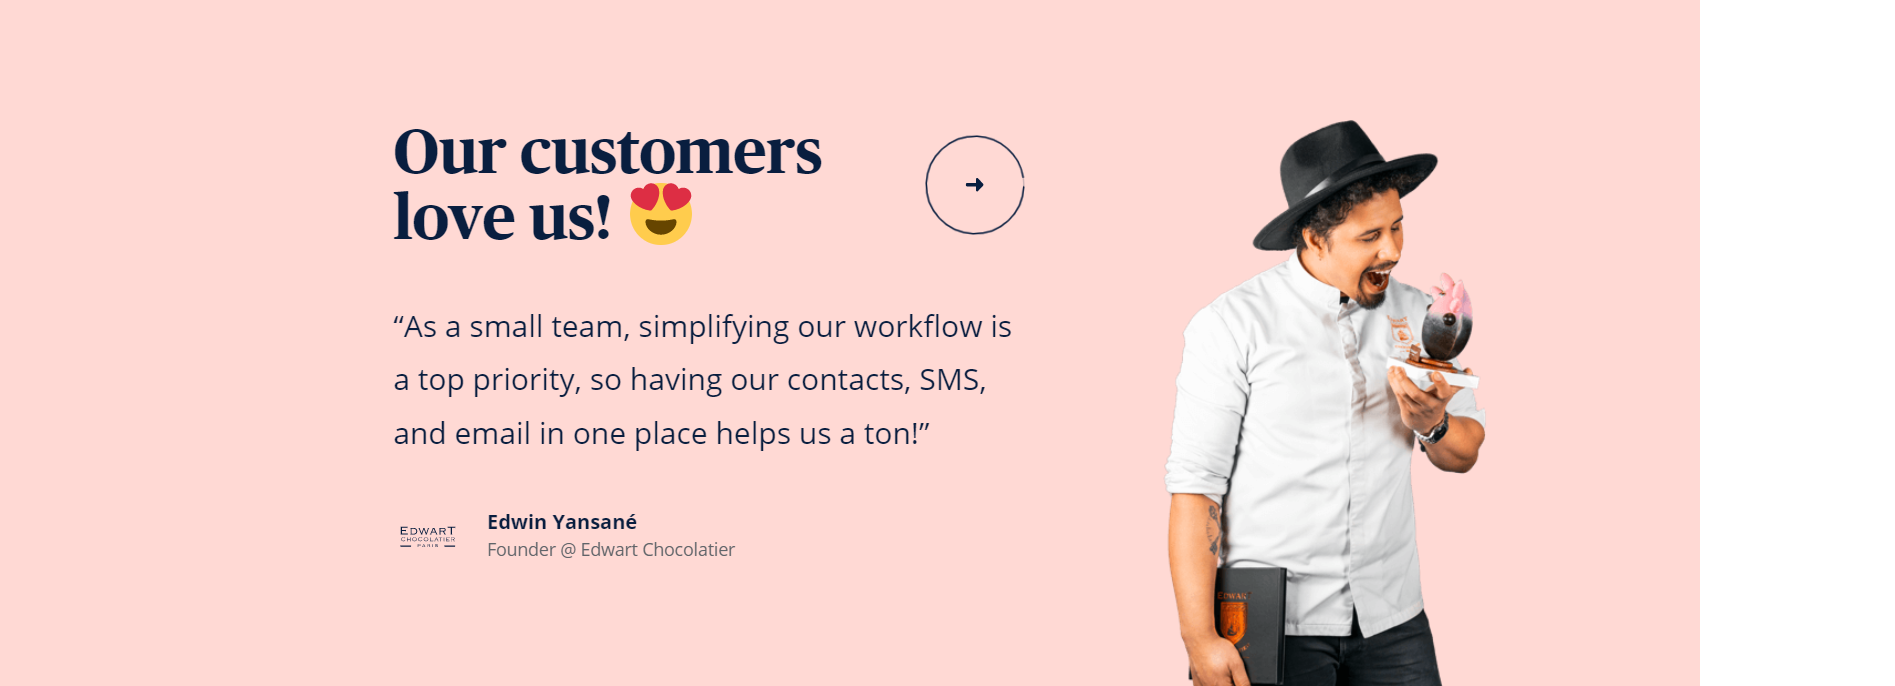 Our customers
love us! 😍
“As a small team, simplifying our workflow is
a top priority, so having our contacts, SMS,
and email in one place helps us a ton!”
EDWART
CHOCOLATIER
PARIS
Edwin Yansané
Founder @ Edwart Chocolatier
EDWART